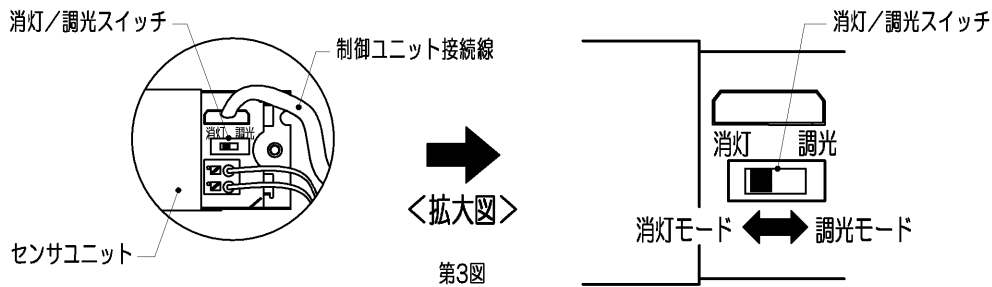 消灯／調光スイッチ
制御ユニット接続線
消灯 調光
センサユニット
＜拡大図＞
第3図
消灯／調光スイッチ
消灯 調光
消灯モード 調光モード